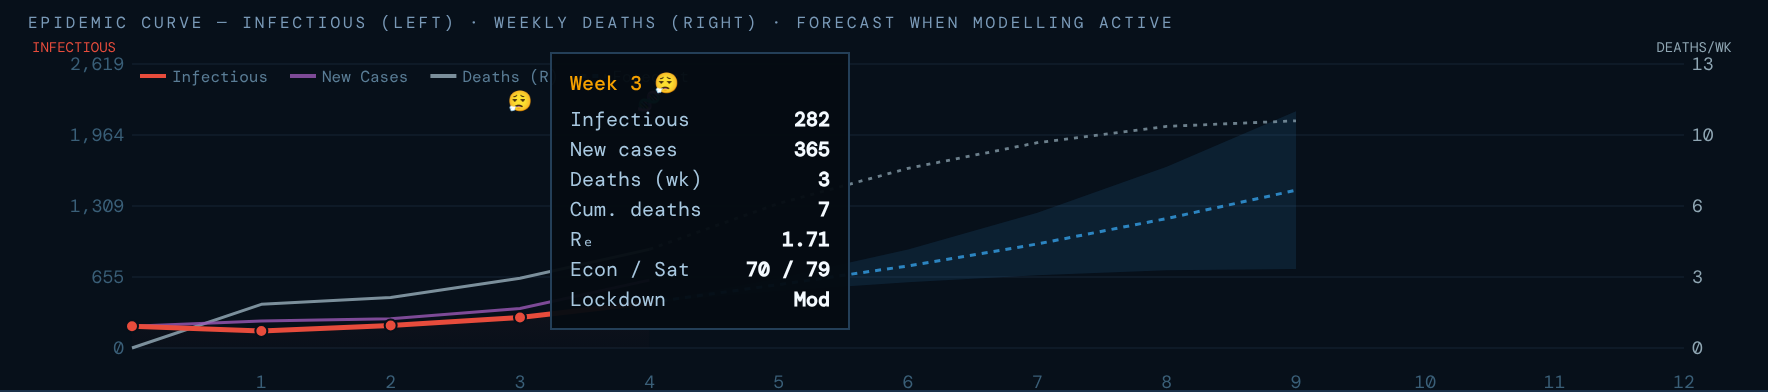 EPIDEMIC CURVE — INFECTIOUS (LEFT) · WEEKLY DEATHS (RIGHT) · FORECAST WHEN MODELLING ACTIVE
INFECTIOUS DEATHS/WK
2,619 13
Infectious New Cases Deaths (R
Week 3 😮‍💨
Infectious 282
New cases 365
Deaths (wk) 3
Cum. deaths 7
Rₑ 1.71
Econ / Sat 70 / 79
Lockdown Mod
1,964 10
1,309 6
655 3
0 0
1 2 3 4 5 6 7 8 9 10 11 12